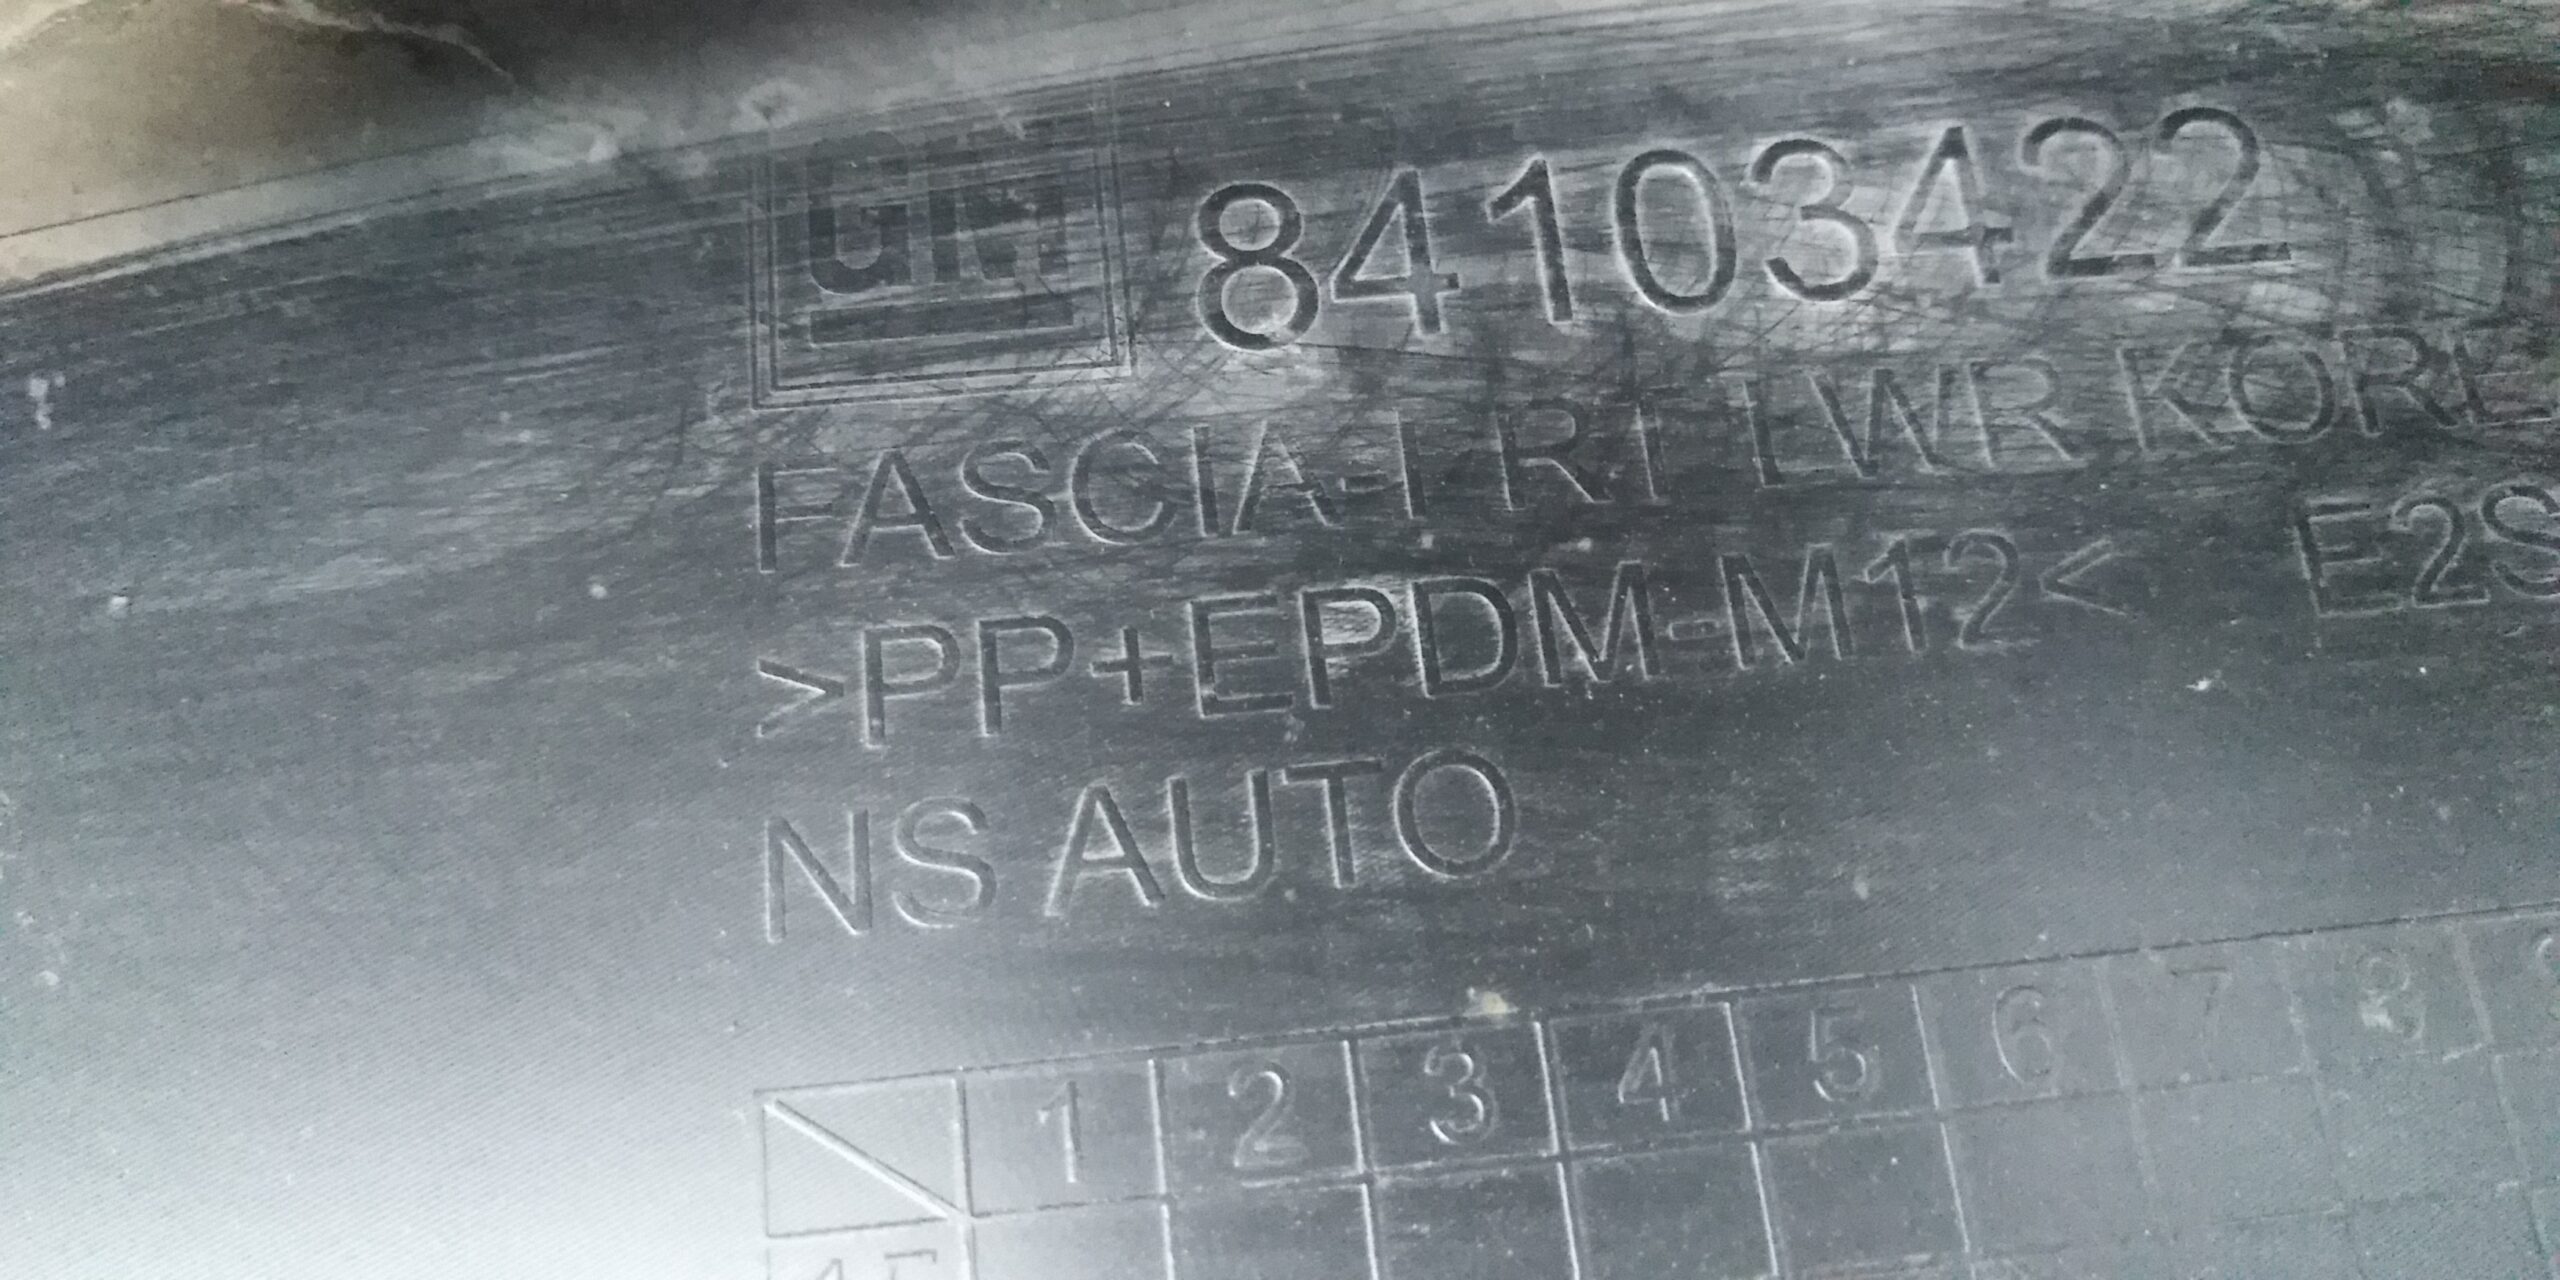 GM 84103422
FASCIA-FRT LWR KORE
>PP+EPDM-M12< E2S
NS AUTO
1 2 3 4 5 6 7 8